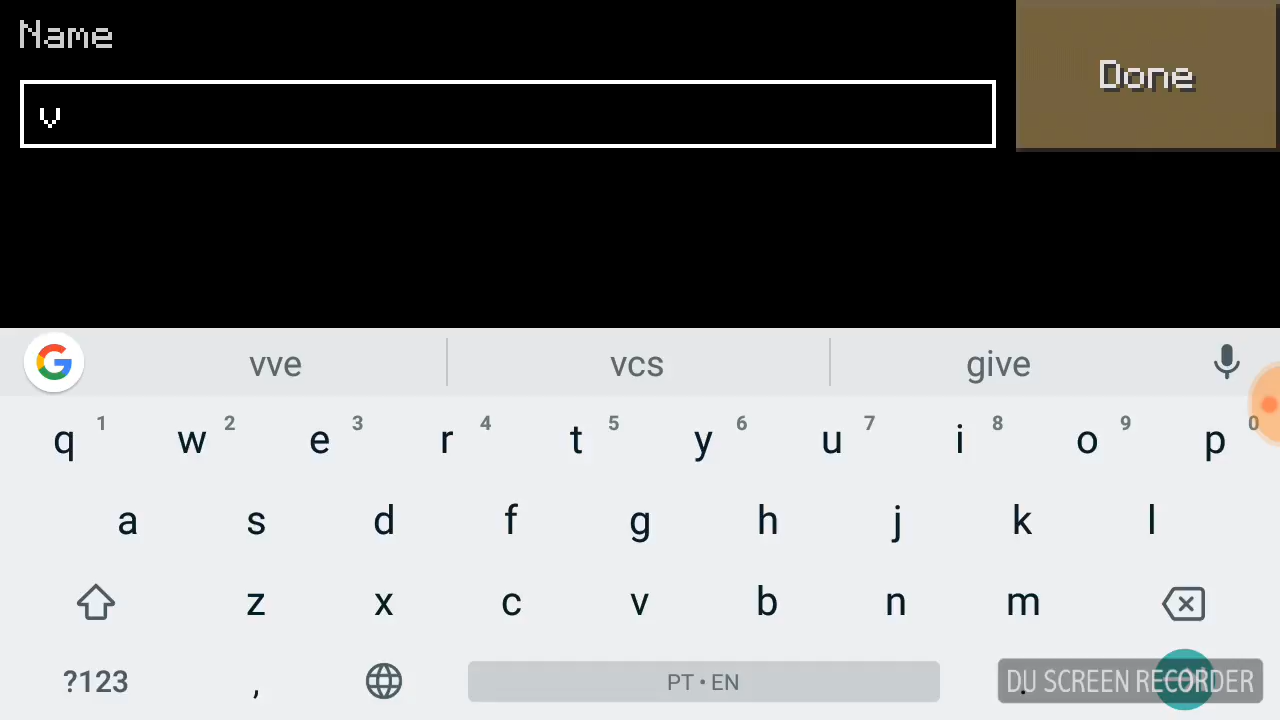 Name
Done
v
vve vcs give
q 1 w 2 e 3 r 4 t 5 y 6 u 7 i 8 o 9 p 0
a s d f g h j k l
z x c v b n m
?123 , PT • EN . DU SCREEN RECORDER